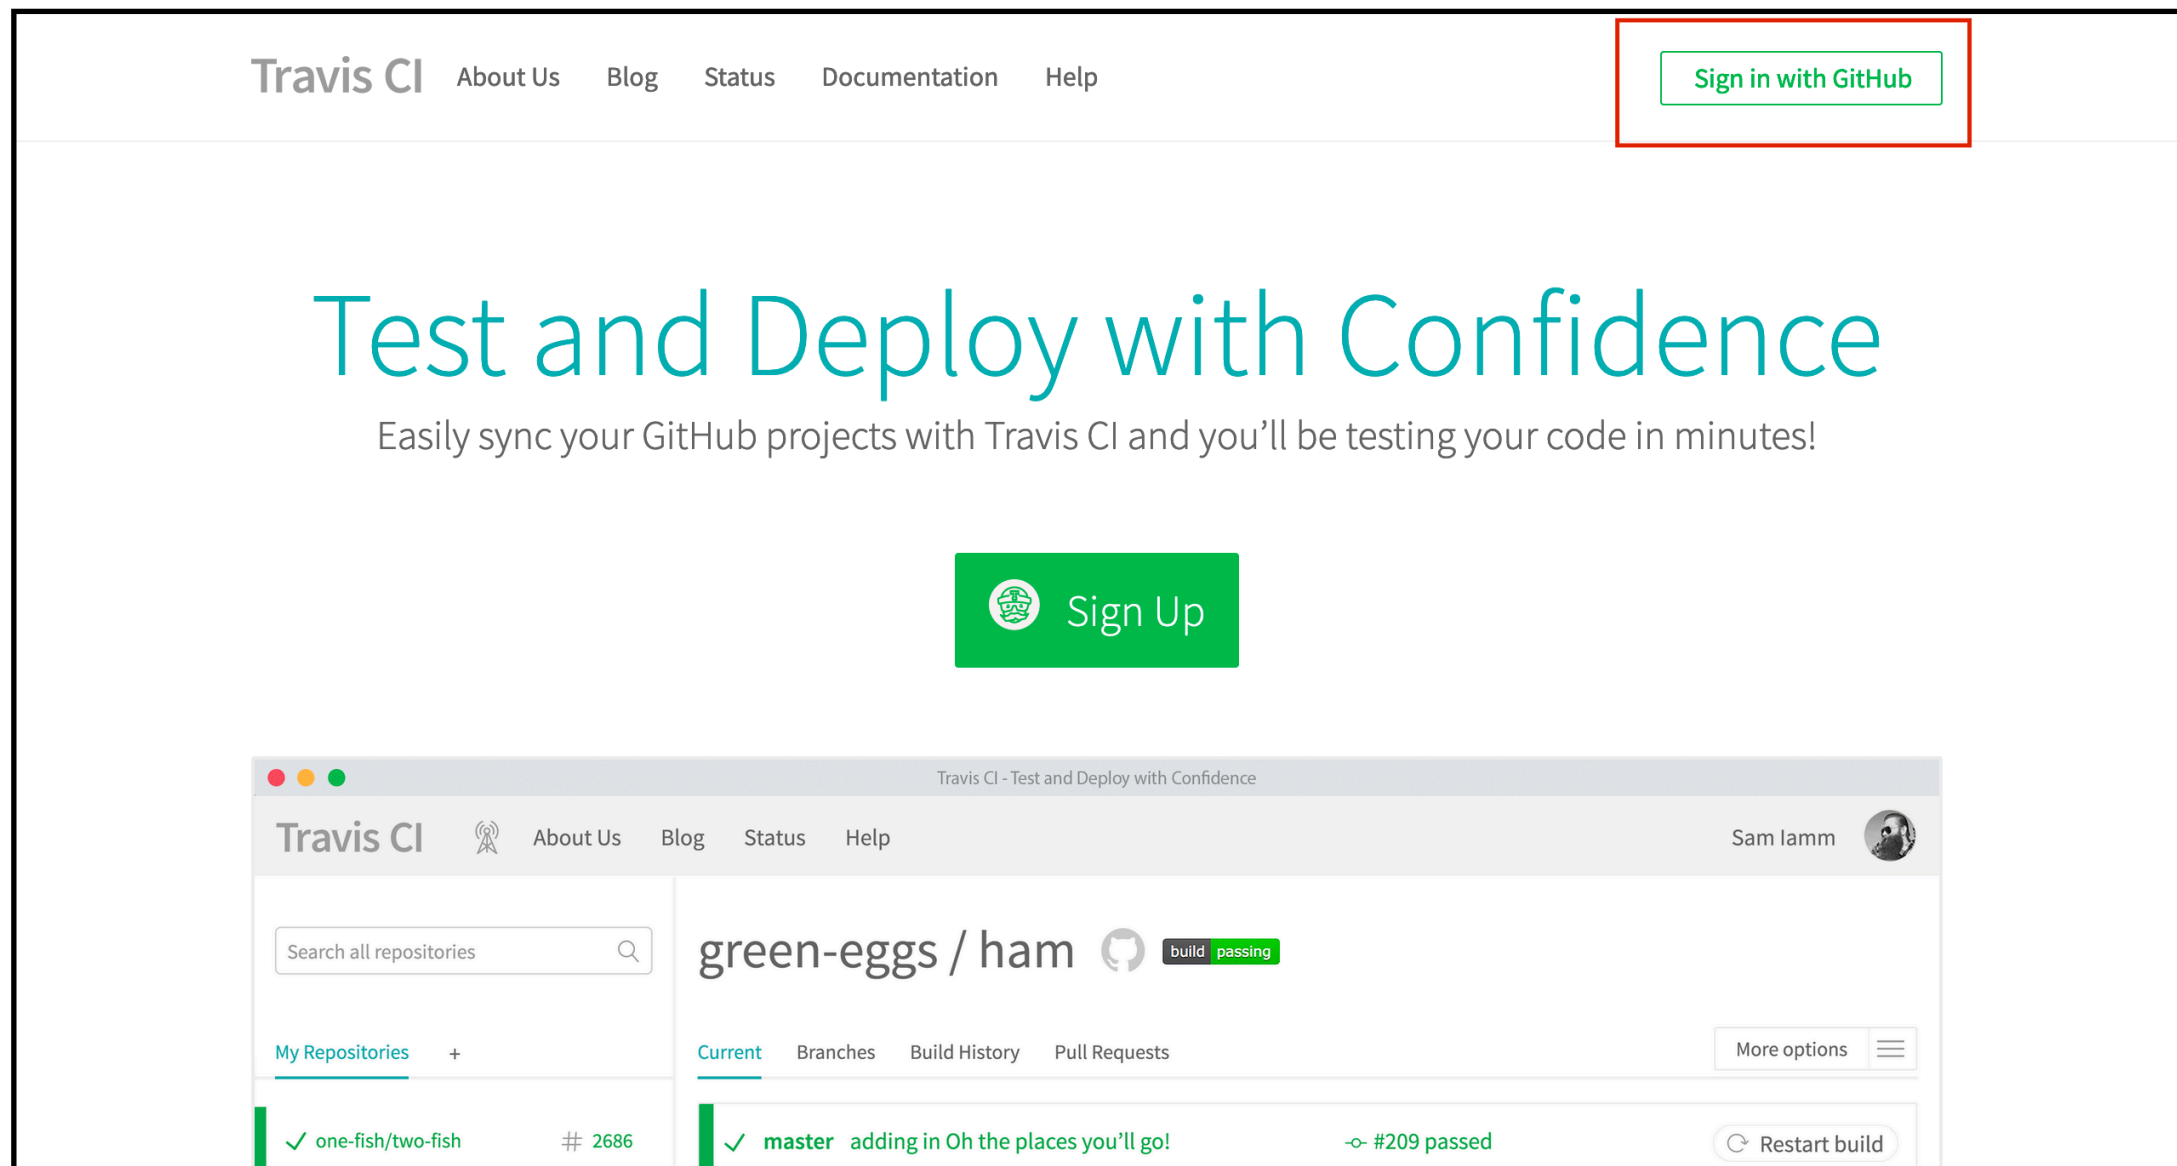 Travis CI About Us Blog Status Documentation Help Sign in with GitHub
Test and Deploy with Confidence
Easily sync your GitHub projects with Travis CI and you’ll be testing your code in minutes!
Sign Up
Travis CI - Test and Deploy with Confidence
Travis CI About Us Blog Status Help Sam Iamm
Search all repositories
green-eggs / ham build passing
My Repositories +
Current Branches Build History Pull Requests More options
one-fish/two-fish # 2686
master adding in Oh the places you’ll go! #209 passed Restart build